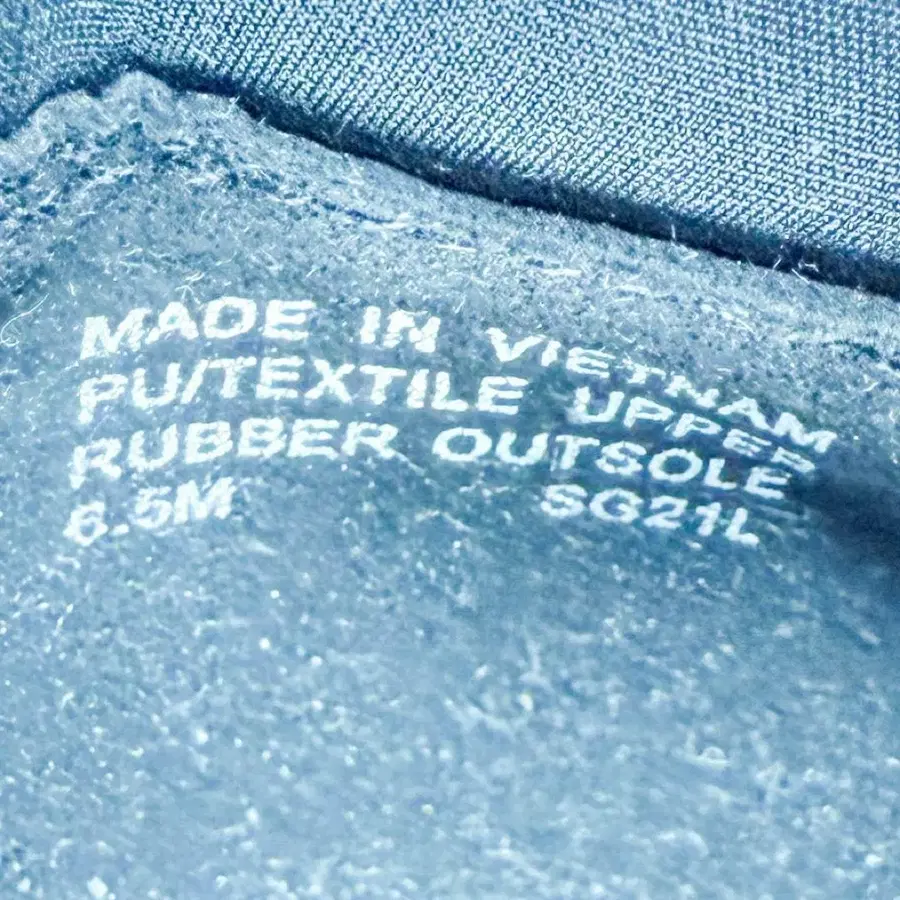 MADE IN VIETNAM
PU/TEXTILE UPPER
RUBBER OUTSOLE
6.5M SG21L